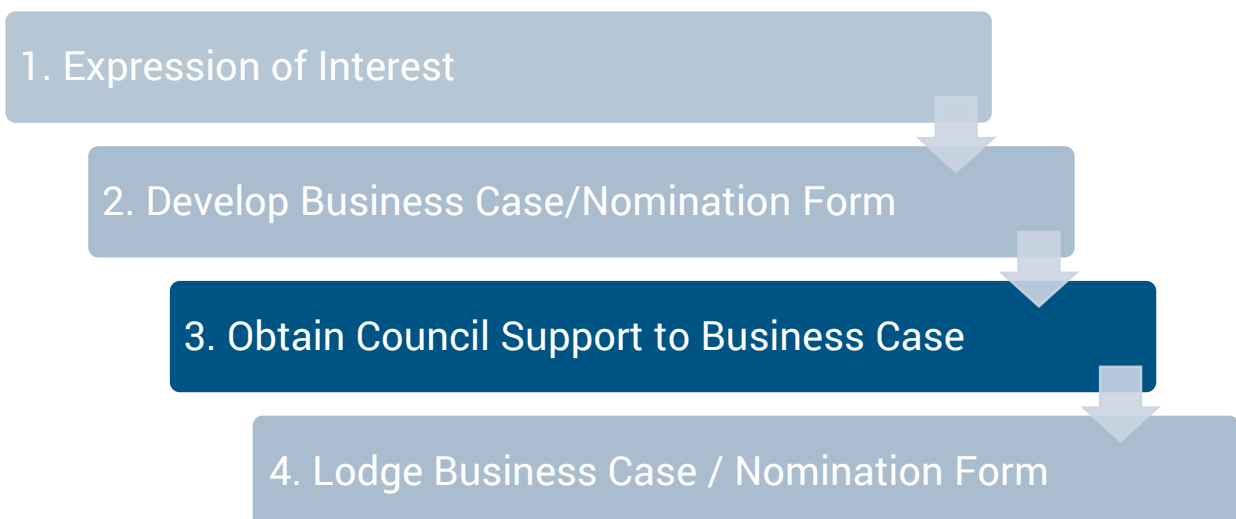 1. Expression of Interest
2. Develop Business Case/Nomination Form
3. Obtain Council Support to Business Case
4. Lodge Business Case / Nomination Form